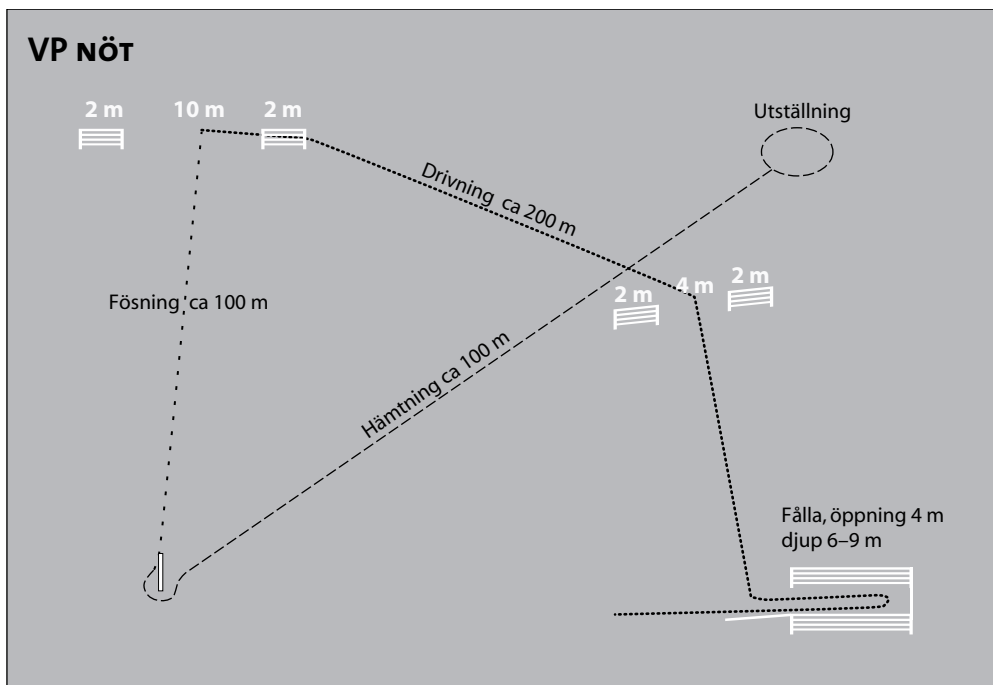 VP NÖT
2 m
10 m
2 m
Utställning
Drivning ca 200 m
2 m
4 m
2 m
Fösning ca 100 m
Hämtning ca 100 m
Fålla, öppning 4 m
djup 6–9 m